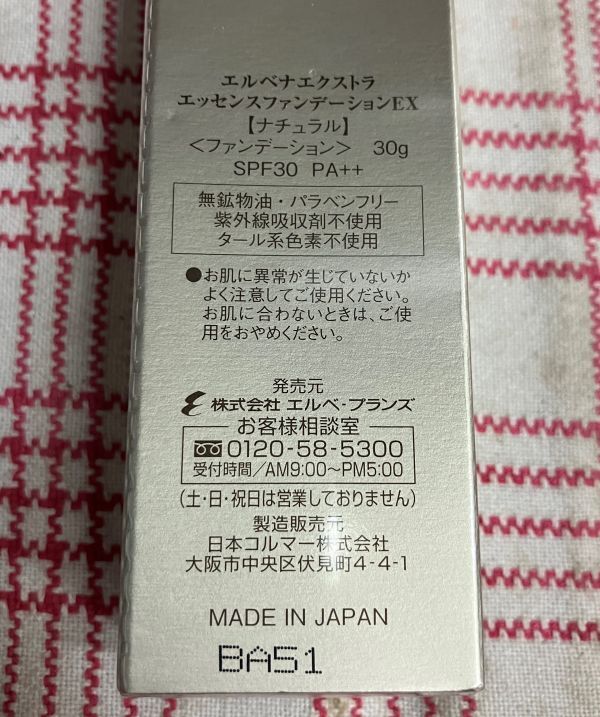 エルベナエクストラ
エッセンスファンデーションEX
【ナチュラル】
＜ファンデーション＞ 30g
SPF30 PA++
無鉱物油・パラベンフリー
紫外線吸収剤不使用
タール系色素不使用
●お肌に異常が生じていないか
よく注意してご使用ください。
お肌に合わないときは、ご使
用をおやめください。
発売元
株式会社 エルベ・プランズ
お客様相談室
0120-58-5300
受付時間/AM9:00〜PM5:00
(土・日・祝日は営業しておりません)
製造販売元
日本コルマー株式会社
大阪市中央区伏見町4-4-1
MADE IN JAPAN
BA51